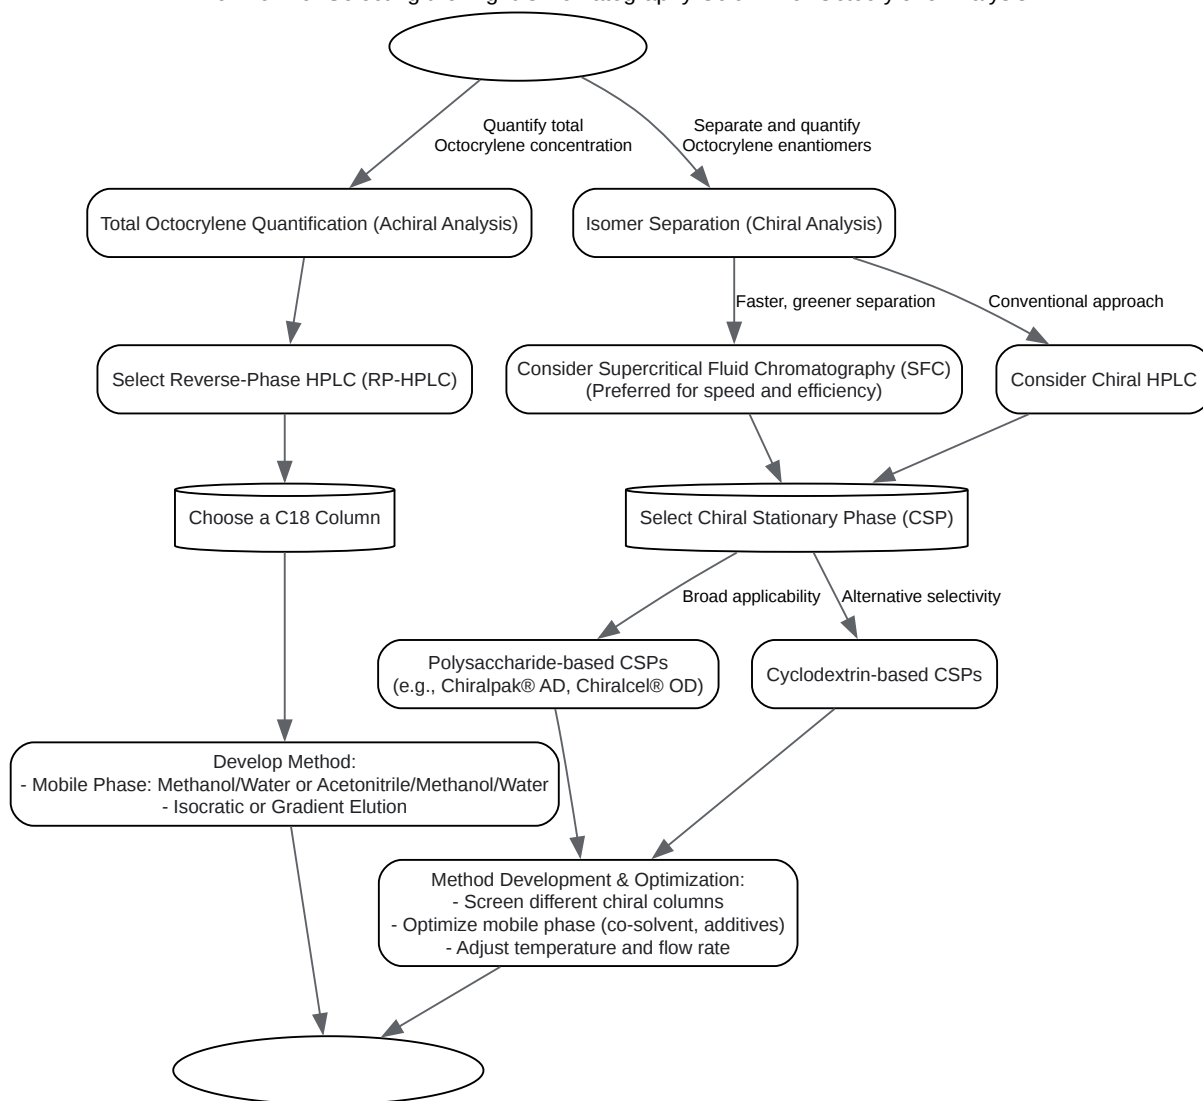 Quantify total
Octocrylene concentration
Separate and quantify
Octocrylene enantiomers
Total Octocrylene Quantification (Achiral Analysis)
Isomer Separation (Chiral Analysis)
Faster, greener separation
Conventional approach
Select Reverse-Phase HPLC (RP-HPLC)
Consider Supercritical Fluid Chromatography (SFC)
(Preferred for speed and efficiency)
Consider Chiral HPLC
Choose a C18 Column
Select Chiral Stationary Phase (CSP)
Broad applicability
Alternative selectivity
Polysaccharide-based CSPs
(e.g., Chiralpak® AD, Chiralcel® OD)
Cyclodextrin-based CSPs
Develop Method:
- Mobile Phase: Methanol/Water or Acetonitrile/Methanol/Water
- Isocratic or Gradient Elution
Method Development & Optimization:
- Screen different chiral columns
- Optimize mobile phase (co-solvent, additives)
- Adjust temperature and flow rate